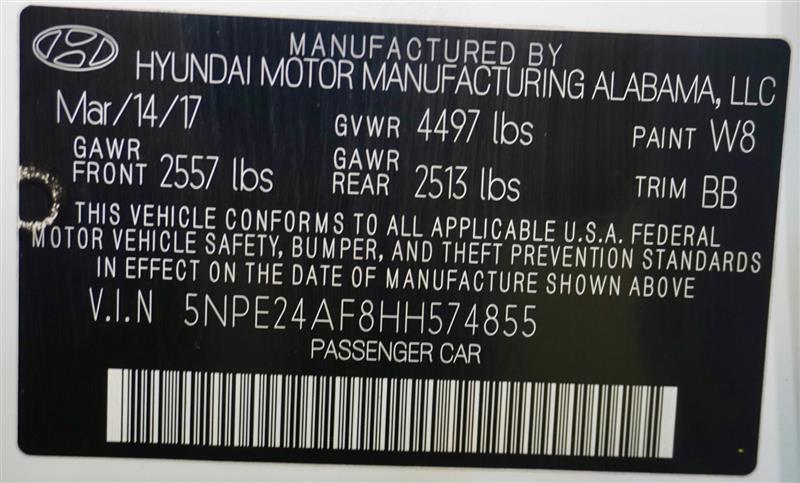 MANUFACTURED BY
HYUNDAI MOTOR MANUFACTURING ALABAMA, LLC
Mar/14/17 GVWR 4497 lbs PAINT W8
GAWR FRONT 2557 lbs GAWR REAR 2513 lbs TRIM BB
THIS VEHICLE CONFORMS TO ALL APPLICABLE U.S.A. FEDERAL
MOTOR VEHICLE SAFETY, BUMPER, AND THEFT PREVENTION STANDARDS
IN EFFECT ON THE DATE OF MANUFACTURE SHOWN ABOVE
V.I.N 5NPE24AF8HH574855
PASSENGER CAR